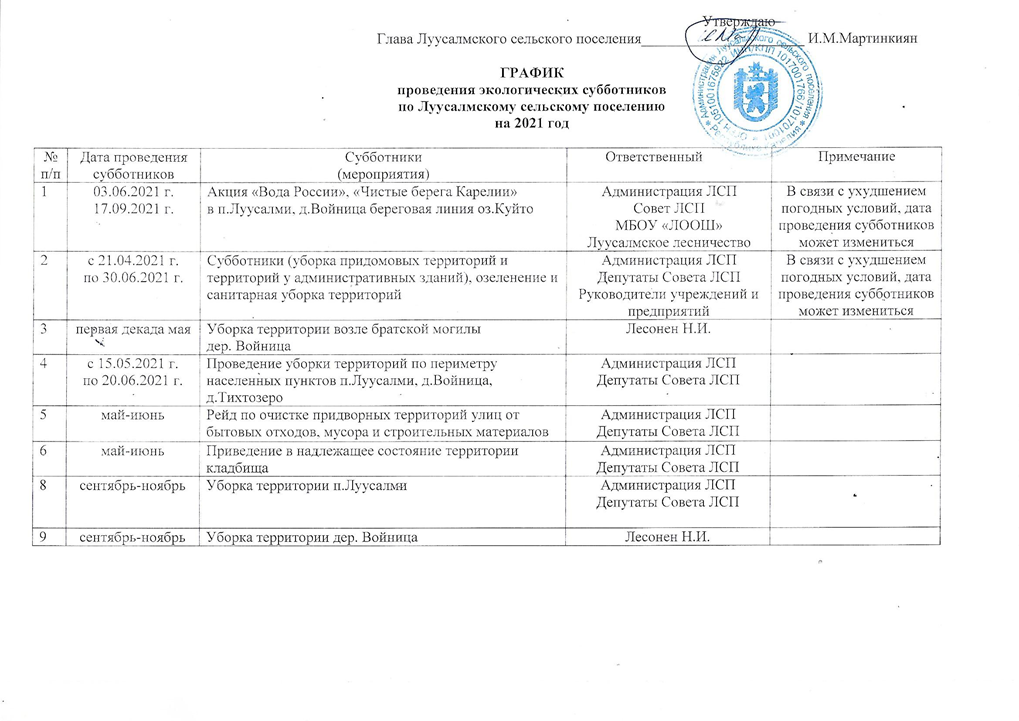 Утверждаю
Глава Луусалмского сельского поселения И.М.Мартинкиян
ГРАФИК
проведения экологических субботников
по Луусалмскому сельскому поселению
на 2021 год
№ п/п
Дата проведения субботников
Субботники
(мероприятия)
Ответственный
Примечание
1
03.06.2021 г.
17.09.2021 г.
Акция «Вода России», «Чистые берега Карелии»
в п.Луусалми, д.Войница береговая линия оз.Куйто
Администрация ЛСП
Совет ЛСП
МБОУ «ЛООШ»
Луусалмское лесничество
В связи с ухудшением
погодных условий, дата
проведения субботников
может измениться
2
с 21.04.2021 г.
по 30.06.2021 г.
Субботники (уборка придомовых территорий и
территорий у административных зданий), озеленение и
санитарная уборка территорий
Администрация ЛСП
Депутаты Совета ЛСП
Руководители учреждений и
предприятий
В связи с ухудшением
погодных условий, дата
проведения субботников
может измениться
3
первая декада мая
Уборка территории возле братской могилы
дер. Войница
Лесонен Н.И.
4
с 15.05.2021 г.
по 20.06.2021 г.
Проведение уборки территорий по периметру
населенных пунктов п.Луусалми, д.Войница,
д.Тихтозеро
Администрация ЛСП
Депутаты Совета ЛСП
5
май-июнь
Рейд по очистке придворных территорий улиц от
бытовых отходов, мусора и строительных материалов
Администрация ЛСП
Депутаты Совета ЛСП
6
май-июнь
Приведение в надлежащее состояние территории
кладбища
Администрация ЛСП
Депутаты Совета ЛСП
8
сентябрь-ноябрь
Уборка территории п.Луусалми
Администрация ЛСП
Депутаты Совета ЛСП
9
сентябрь-ноябрь
Уборка территории дер. Войница
Лесонен Н.И.